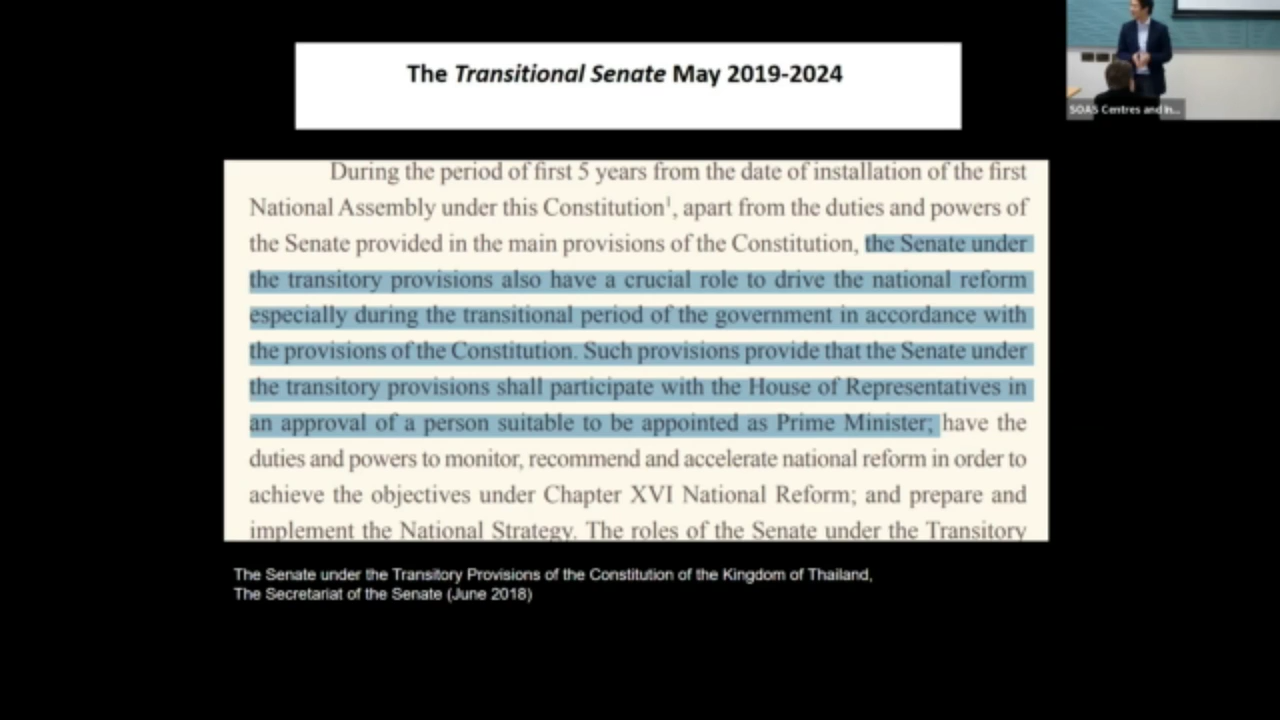 The Transitional Senate May 2019-2024
SOAS Centres and In...
During the period of first 5 years from the date of installation of the first
National Assembly under this Constitution¹, apart from the duties and powers of
the Senate provided in the main provisions of the Constitution, the Senate under
the transitory provisions also have a crucial role to drive the national reform
especially during the transitional period of the government in accordance with
the provisions of the Constitution. Such provisions provide that the Senate under
the transitory provisions shall participate with the House of Representatives in
an approval of a person suitable to be appointed as Prime Minister; have the
duties and powers to monitor, recommend and accelerate national reform in order to
achieve the objectives under Chapter XVI National Reform; and prepare and
implement the National Strategy. The roles of the Senate under the Transitory
The Senate under the Transitory Provisions of the Constitution of the Kingdom of Thailand,
The Secretariat of the Senate (June 2018)